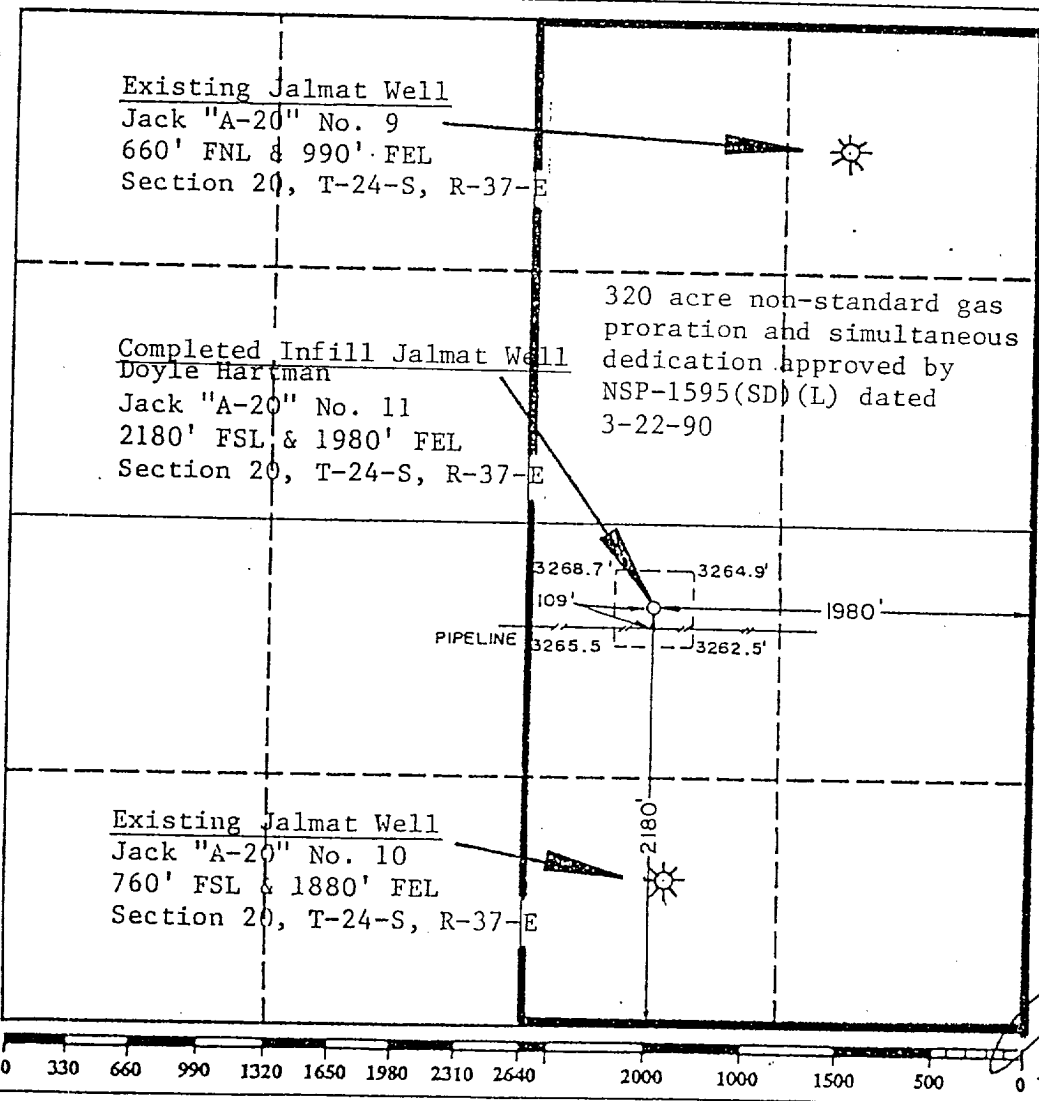 Existing Jalmat Well
Jack "A-20" No. 9
660' FNL & 990' FEL
Section 20, T-24-S, R-37-E
320 acre non-standard gas
proration and simultaneous
dedication approved by
NSP-1595(SD)(L) dated
3-22-90
Completed Infill Jalmat Well
Doyle Hartman
Jack "A-20" No. 11
2180' FSL & 1980' FEL
Section 20, T-24-S, R-37-E
3268.7' 3264.9'
109' 1980'
PIPELINE
3265.5 3262.5'
2180'
Existing Jalmat Well
Jack "A-20" No. 10
760' FSL & 1880' FEL
Section 20, T-24-S, R-37-E
0 330 660 990 1320 1650 1980 2310 2640 2000 1000 1500 500 0